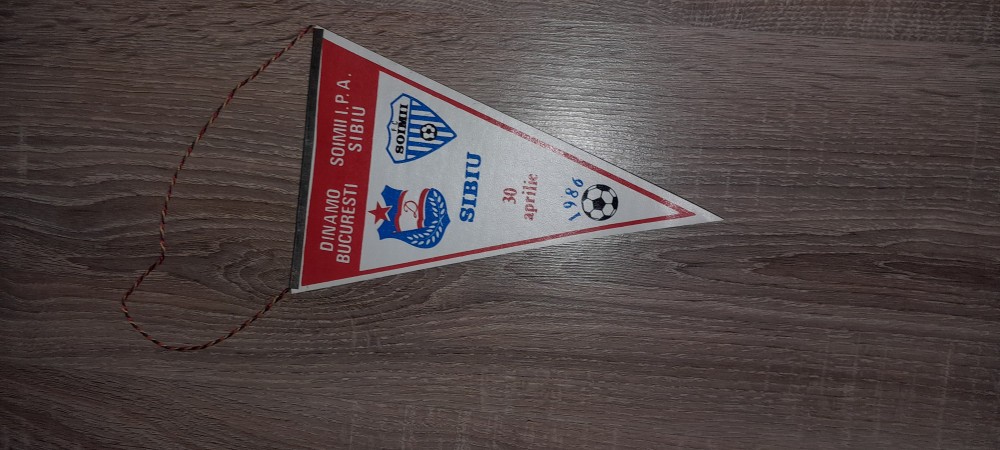 DINAMO
BUCURESTI
SOIMII I.P.A.
SIBIU
D
F.C.
SOIMII
SIBIU
30
aprilie
1986